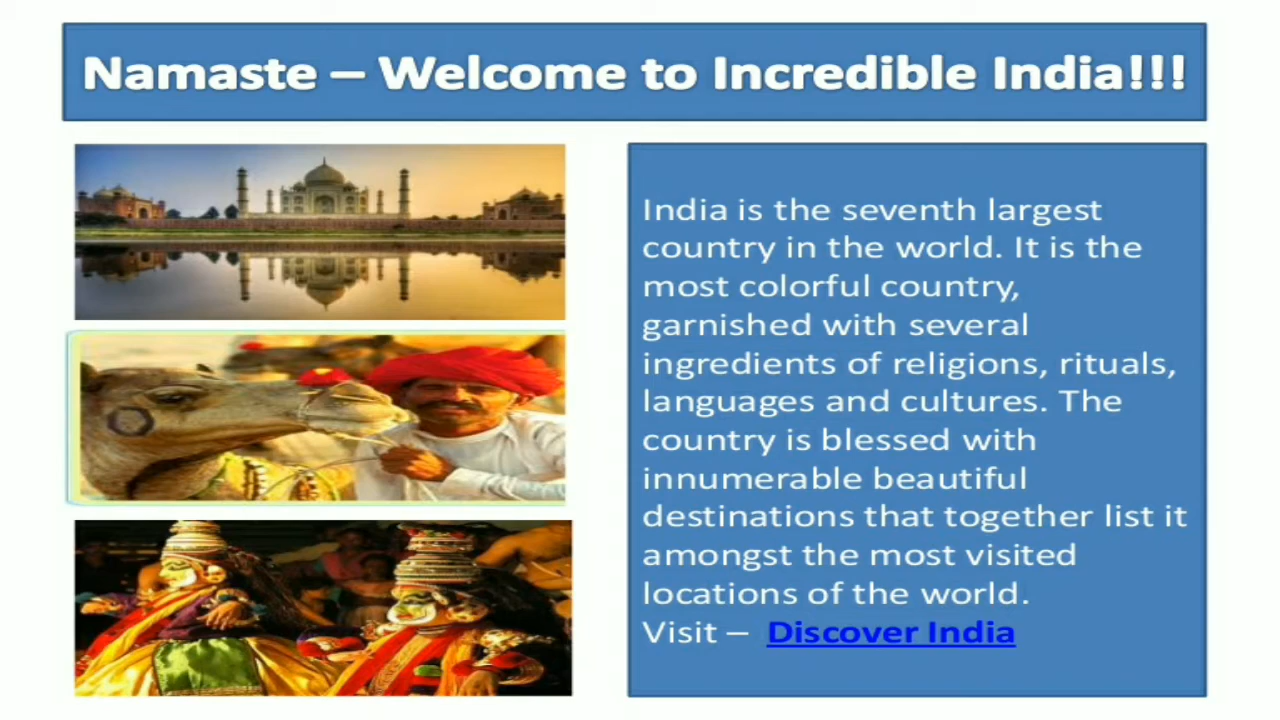 Namaste – Welcome to Incredible India!!!
India is the seventh largest
country in the world. It is the
most colorful country,
garnished with several
ingredients of religions, rituals,
languages and cultures. The
country is blessed with
innumerable beautiful
destinations that together list it
amongst the most visited
locations of the world.
Visit – Discover India